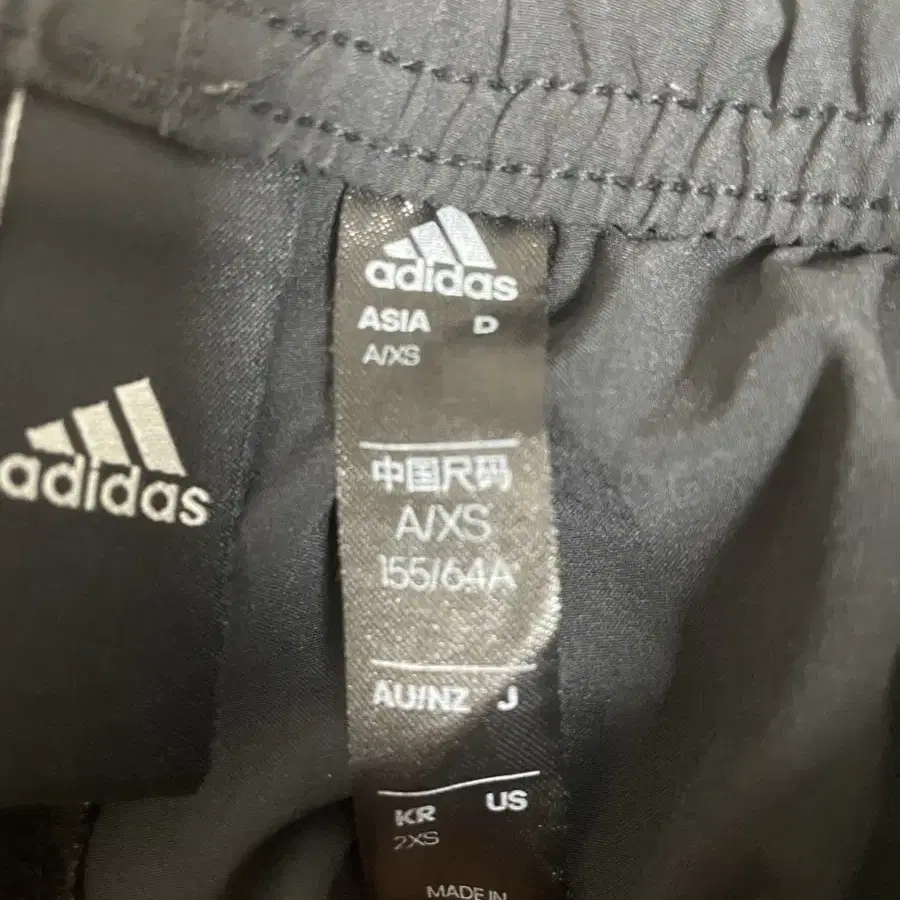 adidas
adidas
ASIA D
A/XS
中国尺码
A/XS
155/64A
AU/NZ J
KR US
2XS
MADE IN